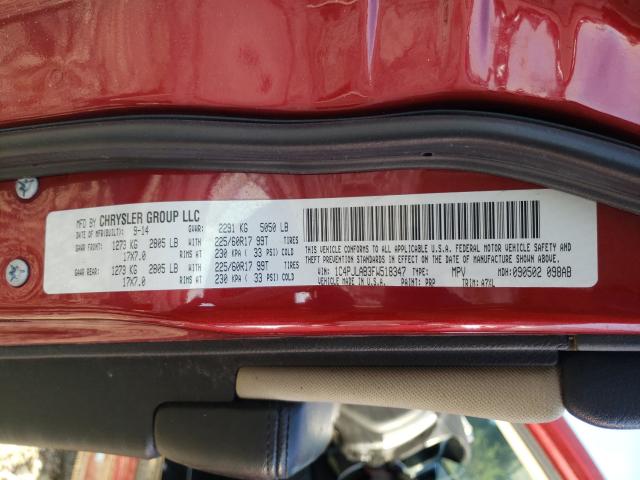 MFD BY CHRYSLER GROUP LLC
DATE OF MFR(BUILT): 9-14 GVWR: 2291 KG 5050 LB
GAWR FRONT: 1273 KG 2805 LB WITH 225/60R17 99T TIRES
17X7.0 RIMS AT 230 KPA ( 33 PSI) COLD
GAWR REAR: 1273 KG 2805 LB WITH 225/60R17 99T TIRES
17X7.0 RIMS AT 230 KPA ( 33 PSI) COLD
THIS VEHICLE CONFORMS TO ALL APPLICABLE U.S.A. FEDERAL MOTOR VEHICLE SAFETY AND
THEFT PREVENTION STANDARDS IN EFFECT ON THE DATE OF MANUFACTURE SHOWN ABOVE.
VIN: 1C4PJLAB3FW518347 TYPE: MPV MDH: 090502 098AB
VEHICLE MADE IN U.S.A. PAINT: PRP TRIM: A7XL